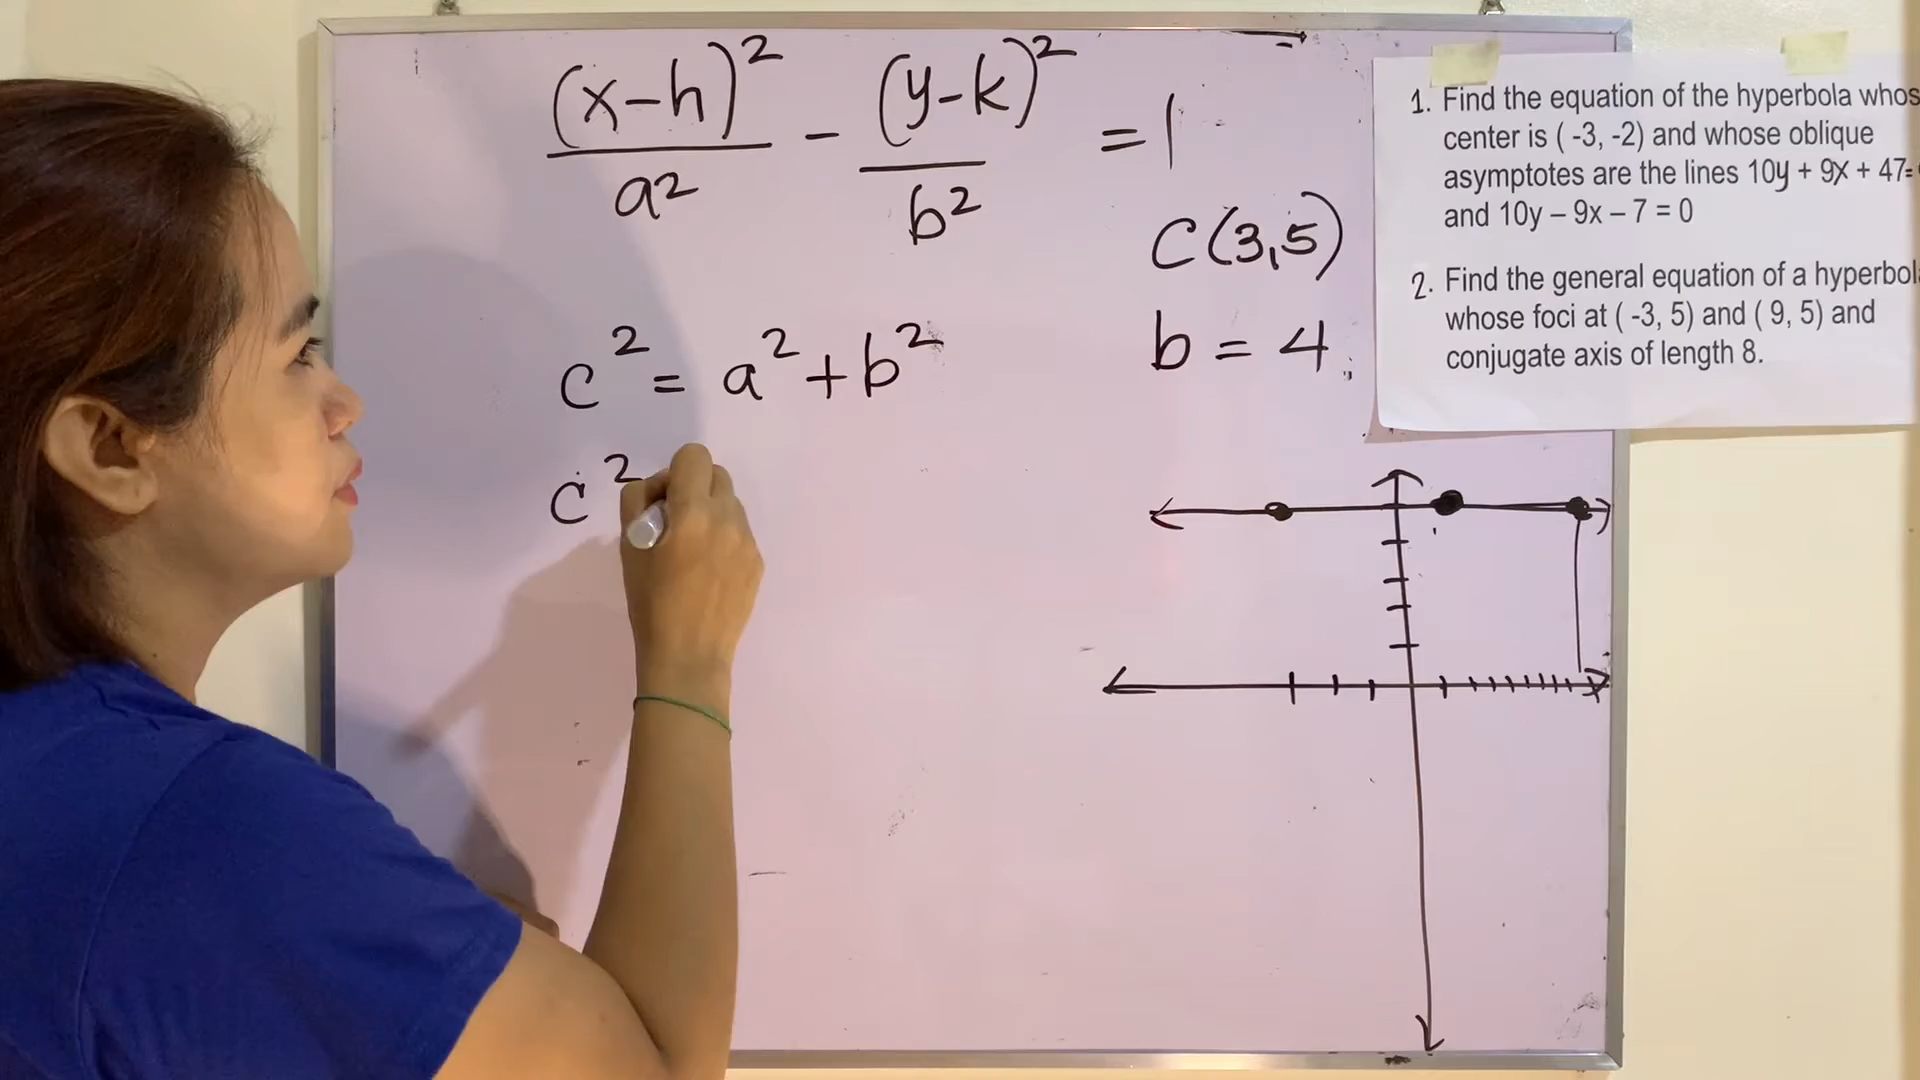 (x-h)² / a² - (y-k)² / b² = 1
C(3,5)
b = 4
c² = a² + b²
c²
1. Find the equation of the hyperbola whos
center is ( -3, -2) and whose oblique
asymptotes are the lines 10y + 9x + 47=
and 10y – 9x – 7 = 0
2. Find the general equation of a hyperbol
whose foci at ( -3, 5) and ( 9, 5) and
conjugate axis of length 8.